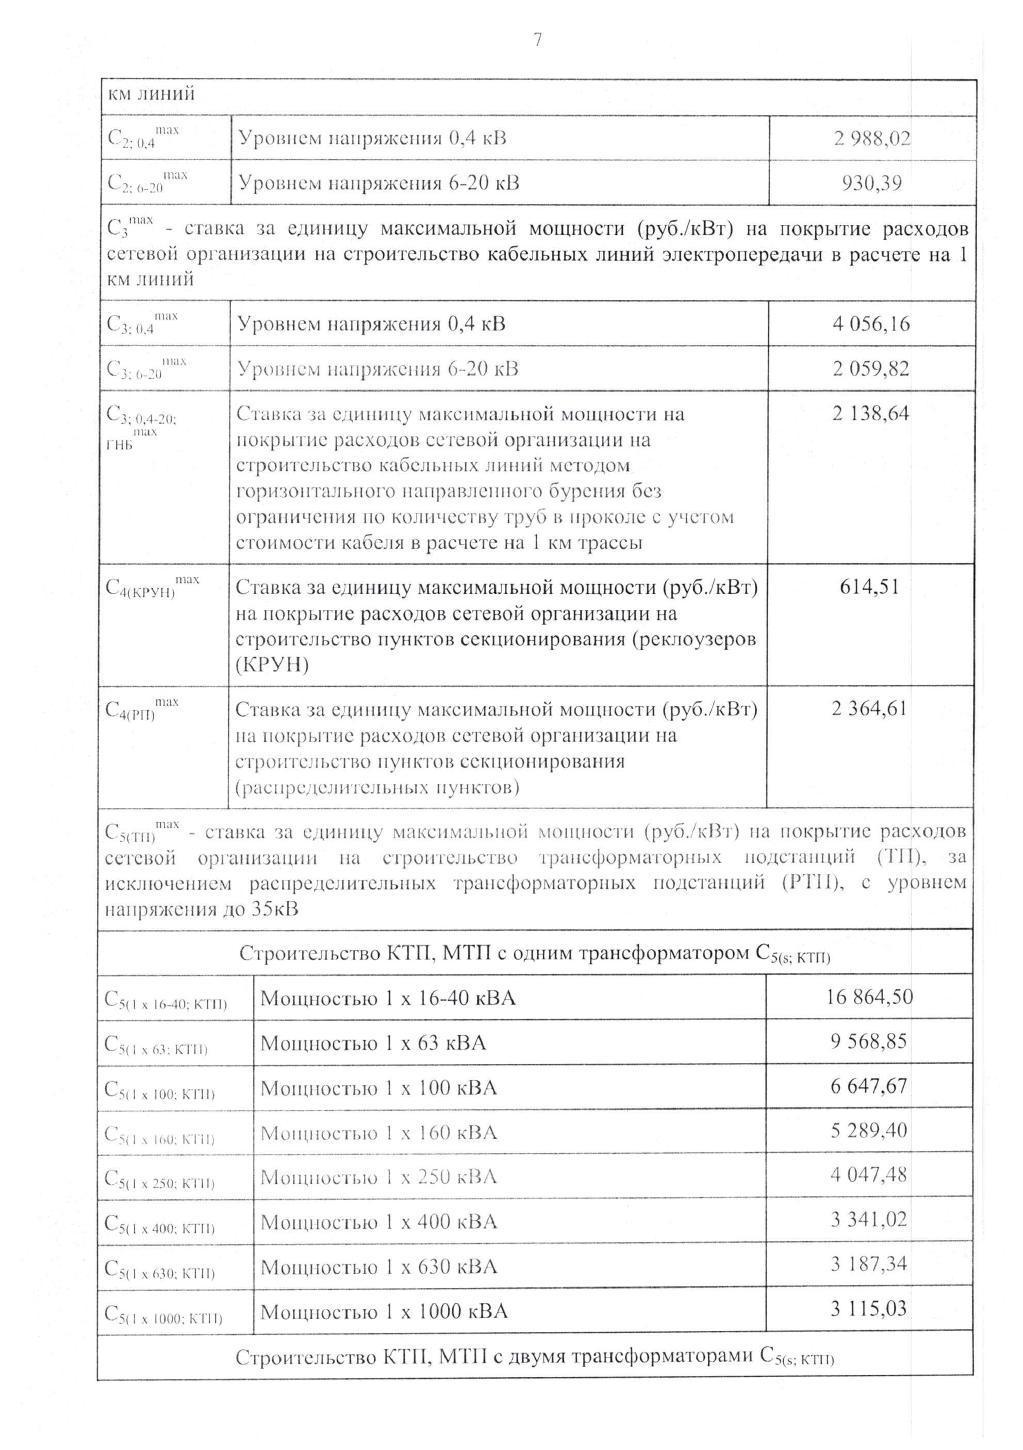 7
км линий
C2; 0,4 max Уровнем напряжения 0,4 кВ 2 988,02
C2; 6-20 max Уровнем напряжения 6-20 кВ 930,39
C3 max - ставка за единицу максимальной мощности (руб./кВт) на покрытие расходов
сетевой организации на строительство кабельных линий электропередачи в расчете на 1
км линий
C3; 0,4 max Уровнем напряжения 0,4 кВ 4 056,16
C3; 6-20 max Уровнем напряжения 6-20 кВ 2 059,82
C3; 0,4-20; ГНБ max Ставка за единицу максимальной мощности на 2 138,64
покрытие расходов сетевой организации на
строительство кабельных линий методом
горизонтального направленного бурения без
ограничения по количеству труб в проколе с учетом
стоимости кабеля в расчете на 1 км трассы
C4(КРУН) max Ставка за единицу максимальной мощности (руб./кВт) 614,51
на покрытие расходов сетевой организации на
строительство пунктов секционирования (реклоузеров
(КРУН)
C4(РП) max Ставка за единицу максимальной мощности (руб./кВт) 2 364,61
на покрытие расходов сетевой организации на
строительство пунктов секционирования
(распределительных пунктов)
C5(ТП) max - ставка за единицу максимальной мощности (руб./кВт) на покрытие расходов
сетевой организации на строительство трансформаторных подстанций (ТП), за
исключением распределительных трансформаторных подстанций (РТП), с уровнем
напряжения до 35кВ
Строительство КТП, МТП с одним трансформатором C5(s; КТП)
C5(1 х 16-40; КТП) Мощностью 1 х 16-40 кВА 16 864,50
C5(1 х 63; КТП) Мощностью 1 х 63 кВА 9 568,85
C5(1 х 100; КТП) Мощностью 1 х 100 кВА 6 647,67
C5(1 х 160; КТП) Мощностью 1 х 160 кВА 5 289,40
C5(1 х 250; КТП) Мощностью 1 х 250 кВА 4 047,48
C5(1 х 400; КТП) Мощностью 1 х 400 кВА 3 341,02
C5(1 х 630; КТП) Мощностью 1 х 630 кВА 3 187,34
C5(1 х 1000; КТП) Мощностью 1 х 1000 кВА 3 115,03
Строительство КТП, МТП с двумя трансформаторами C5(s; КТП)